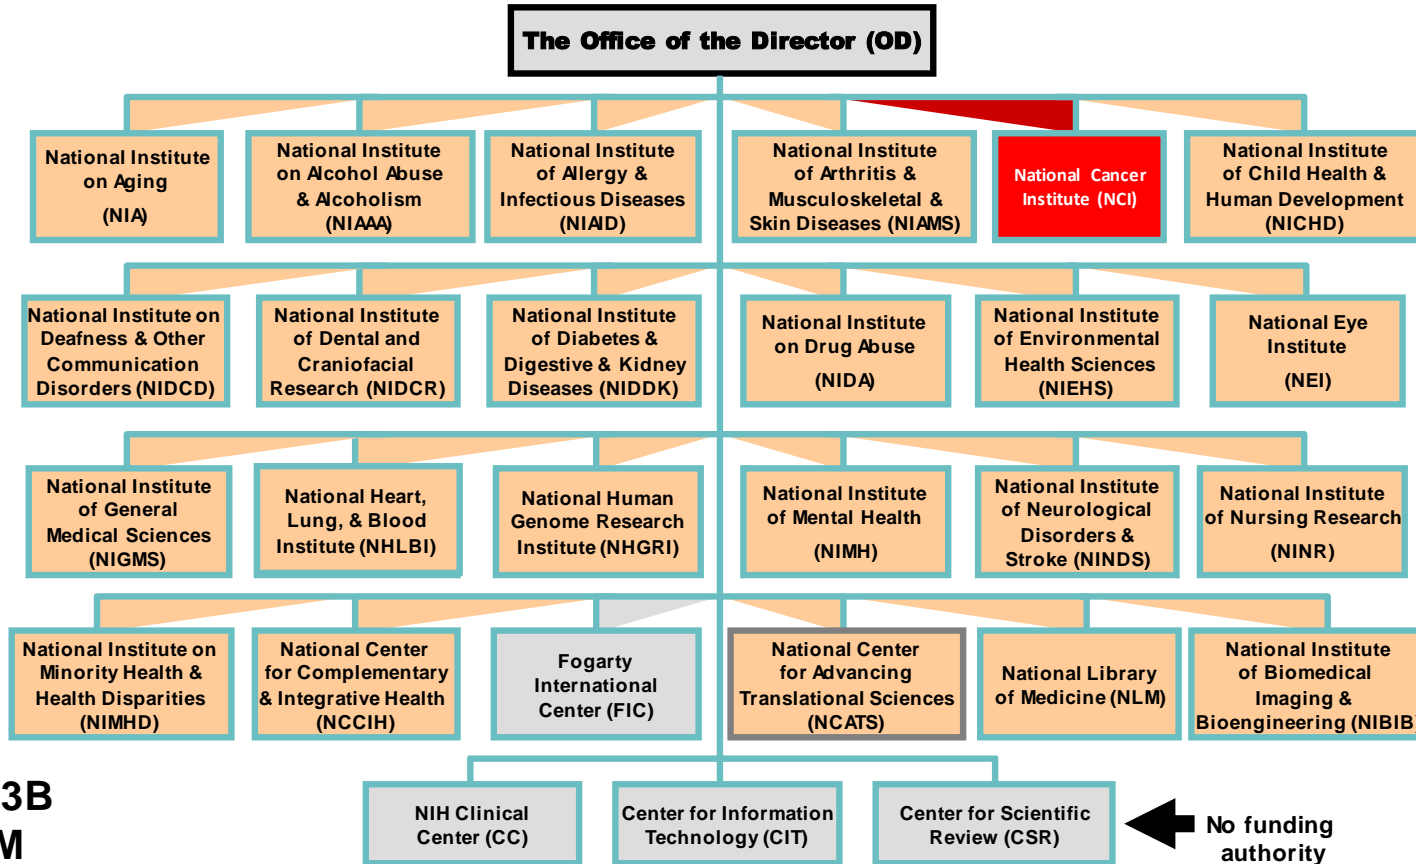 The Office of the Director (OD)
National Institute
on Aging
(NIA)
National Institute
on Alcohol Abuse
& Alcoholism
(NIAAA)
National Institute
of Allergy &
Infectious Diseases
(NIAID)
National Institute
of Arthritis &
Musculoskeletal &
Skin Diseases (NIAMS)
National Cancer
Institute (NCI)
National Institute
of Child Health &
Human Development
(NICHD)
National Institute on
Deafness & Other
Communication
Disorders (NIDCD)
National Institute
of Dental and
Craniofacial
Research (NIDCR)
National Institute
of Diabetes &
Digestive & Kidney
Diseases (NIDDK)
National Institute
on Drug Abuse
(NIDA)
National Institute
of Environmental
Health Sciences
(NIEHS)
National Eye
Institute
(NEI)
National Institute
of General
Medical Sciences
(NIGMS)
National Heart,
Lung, & Blood
Institute (NHLBI)
National Human
Genome Research
Institute (NHGRI)
National Institute
of Mental Health
(NIMH)
National Institute
of Neurological
Disorders &
Stroke (NINDS)
National Institute
of Nursing Research
(NINR)
National Institute on
Minority Health &
Health Disparities
(NIMHD)
National Center
for Complementary
& Integrative Health
(NCCIH)
Fogarty
International
Center (FIC)
National Center
for Advancing
Translational Sciences
(NCATS)
National Library
of Medicine (NLM)
National Institute
of Biomedical
Imaging &
Bioengineering (NIBIB)
NIH Clinical
Center (CC)
Center for Information
Technology (CIT)
Center for Scientific
Review (CSR)
No funding
authority
3B
M